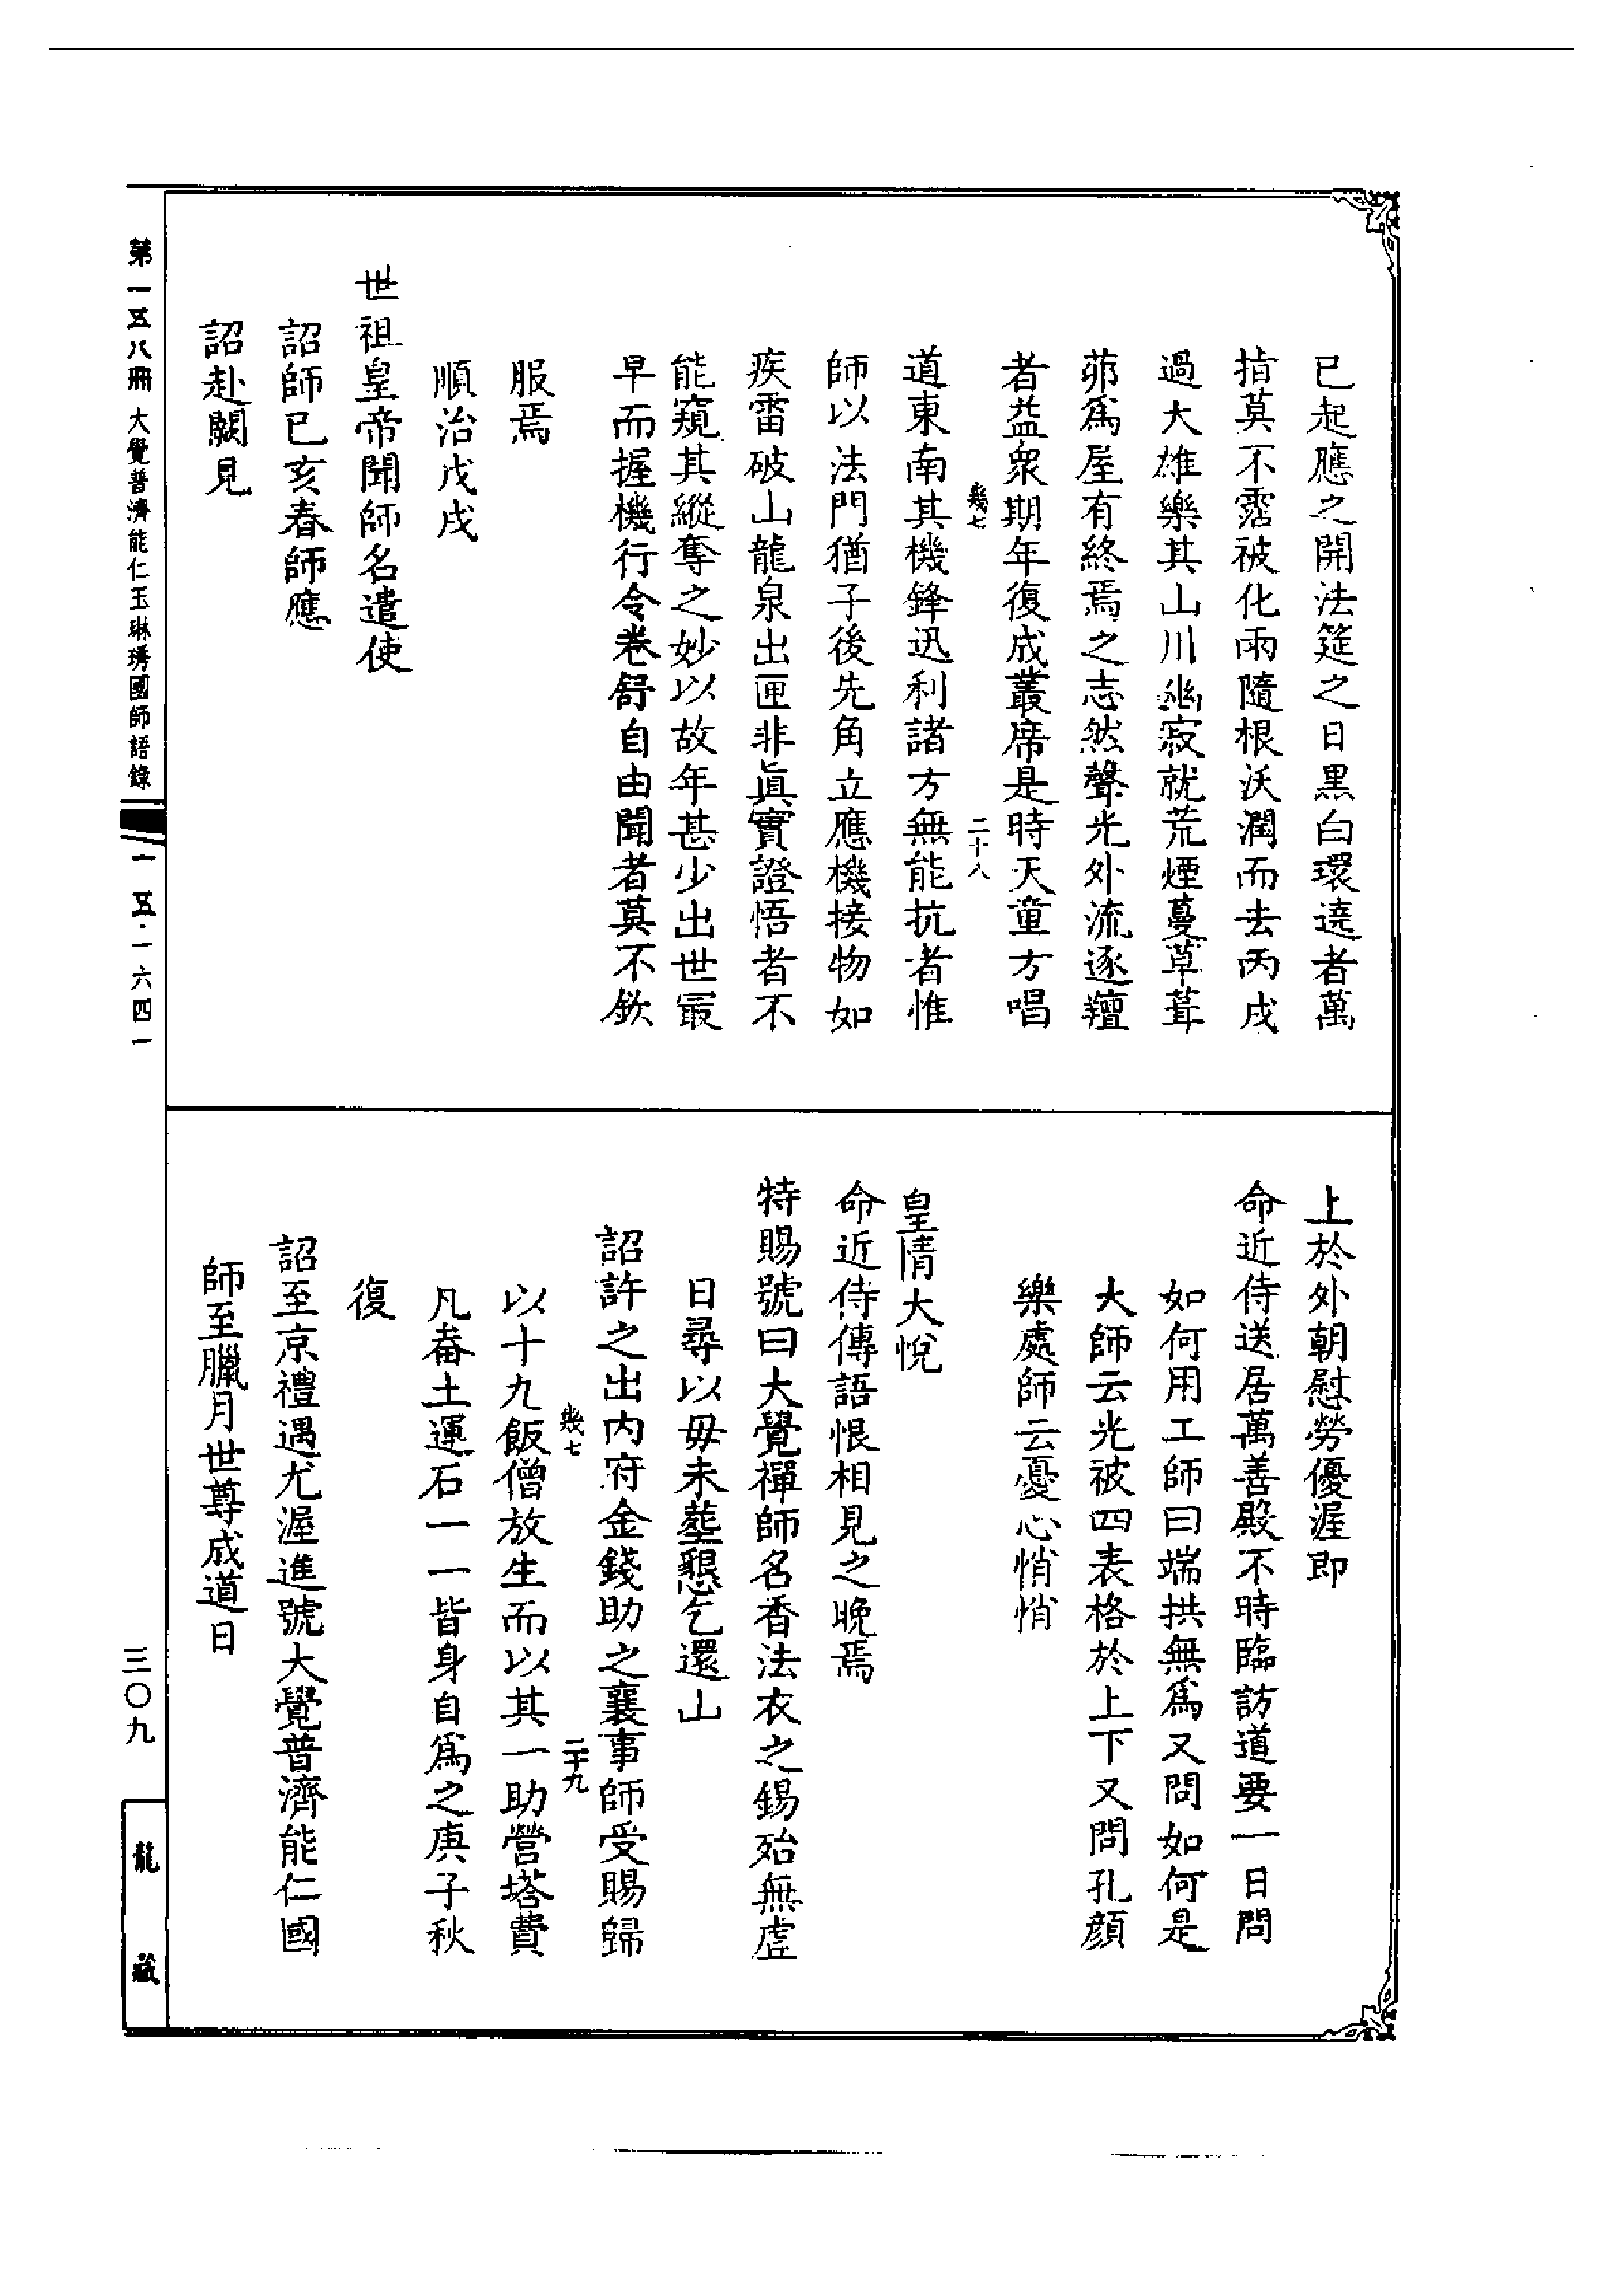 已起應之開法筵之日黑白環遶者萬
指莫不霑被化雨隨根沃潤而去丙戌
過大雄樂其山川幽寂就荒煙蔓草葺
茆爲屋有終焉之志然聲光外流逐羶
者益衆期年復成叢席是時天童方唱
幾七
二十八
道東南其機鋒迅利諸方無能抗者惟
師以法門猶子後先角立應機接物如
疾雷破山龍泉出匣非眞實證悟者不
能窺其縱奪之妙以故年甚少出世㝡
早而握機行令卷舒自由聞者莫不欽
服焉
順治戊戌
世祖皇帝聞師名遣使
詔師已亥春師應
詔赴闕見
上於外朝慰勞優渥即
命近侍送居萬善殿不時臨訪道要一日問
如何用工師曰端拱無爲又問如何是
大師云光被四表格於上下又問孔顔
樂處師云憂心悄悄
皇情大悅
命近侍傳語恨相見之晚焉
特賜號曰大覺禪師名香法衣之錫殆無虛
日尋以毋未塟懇乞還山
詔許之出内府金錢助之襄事師受賜歸
幾七
二十九
以十九飯僧放生而以其一助營塔費
凡畚土運石一一皆身自爲之庚子秋
復
詔至京禮遇尤渥進號大覺普濟能仁國
師至臘月世尊成道日
第一五八冊 大覺普濟能仁玉琳琇國師語錄
一五·一六四一
三〇九
龍藏